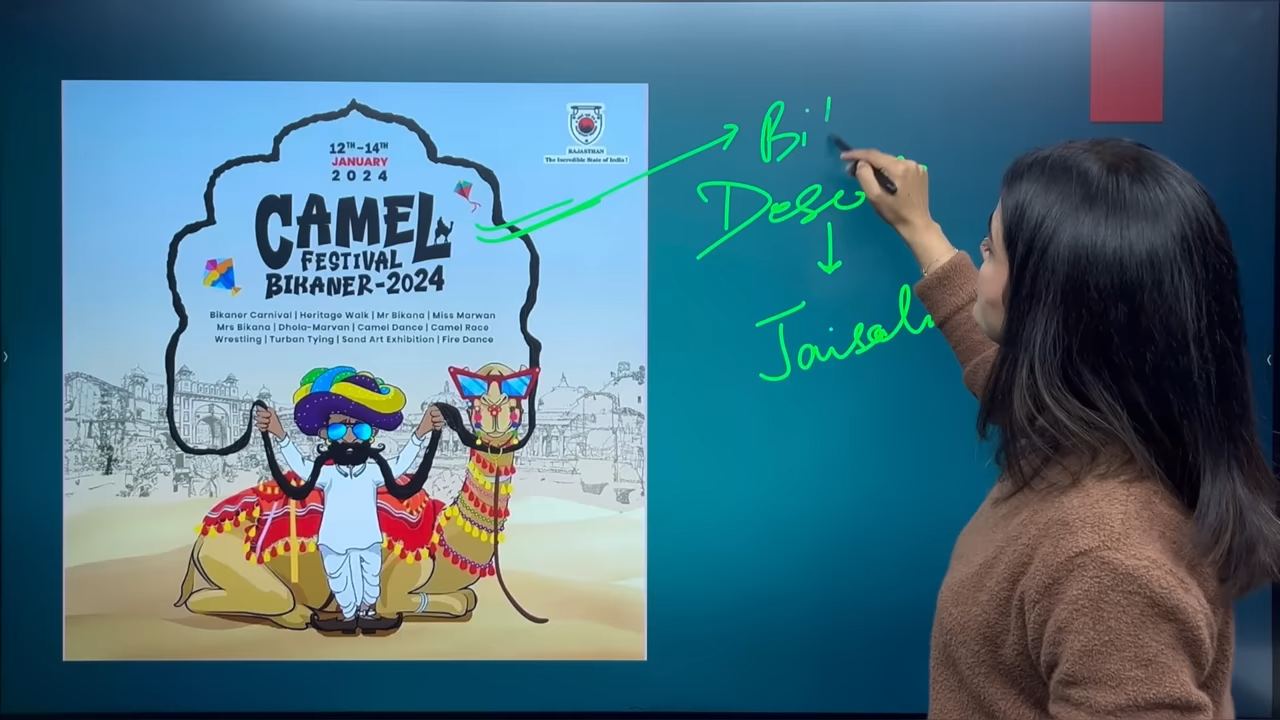 RAJASTHAN
The Incredible State of India!
12TH-14TH
JANUARY
2024
CAMEL
FESTIVAL
BIKANER-2024
Bikaner Carnival | Heritage Walk | Mr Bikana | Miss Marwan
Mrs Bikana | Dhola-Marvan | Camel Dance | Camel Race
Wrestling | Turban Tying | Sand Art Exhibition | Fire Dance
Bi